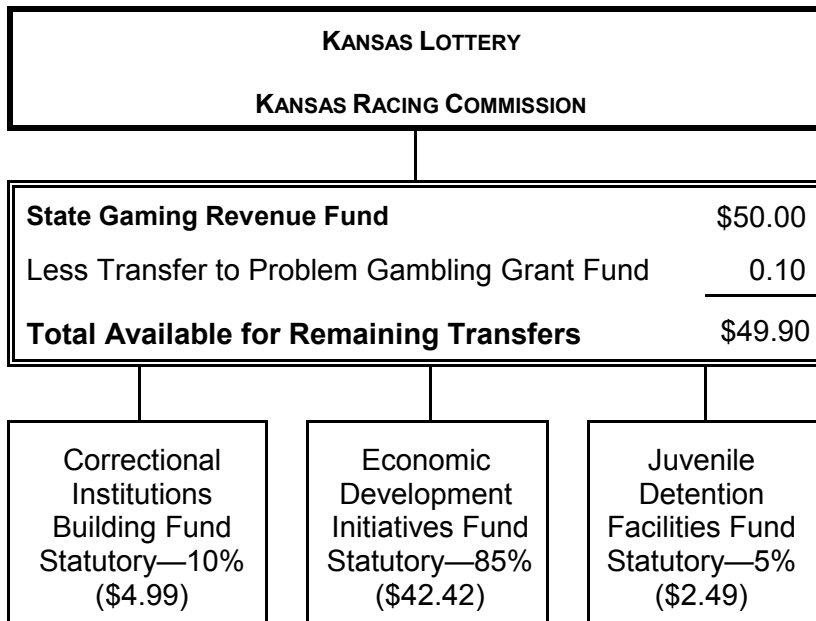 KANSAS LOTTERY
KANSAS RACING COMMISSION
State Gaming Revenue Fund $50.00
Less Transfer to Problem Gambling Grant Fund 0.10
Total Available for Remaining Transfers $49.90
Correctional
Institutions
Building Fund
Statutory—10%
($4.99)
Economic
Development
Initiatives Fund
Statutory—85%
($42.42)
Juvenile
Detention
Facilities Fund
Statutory—5%
($2.49)